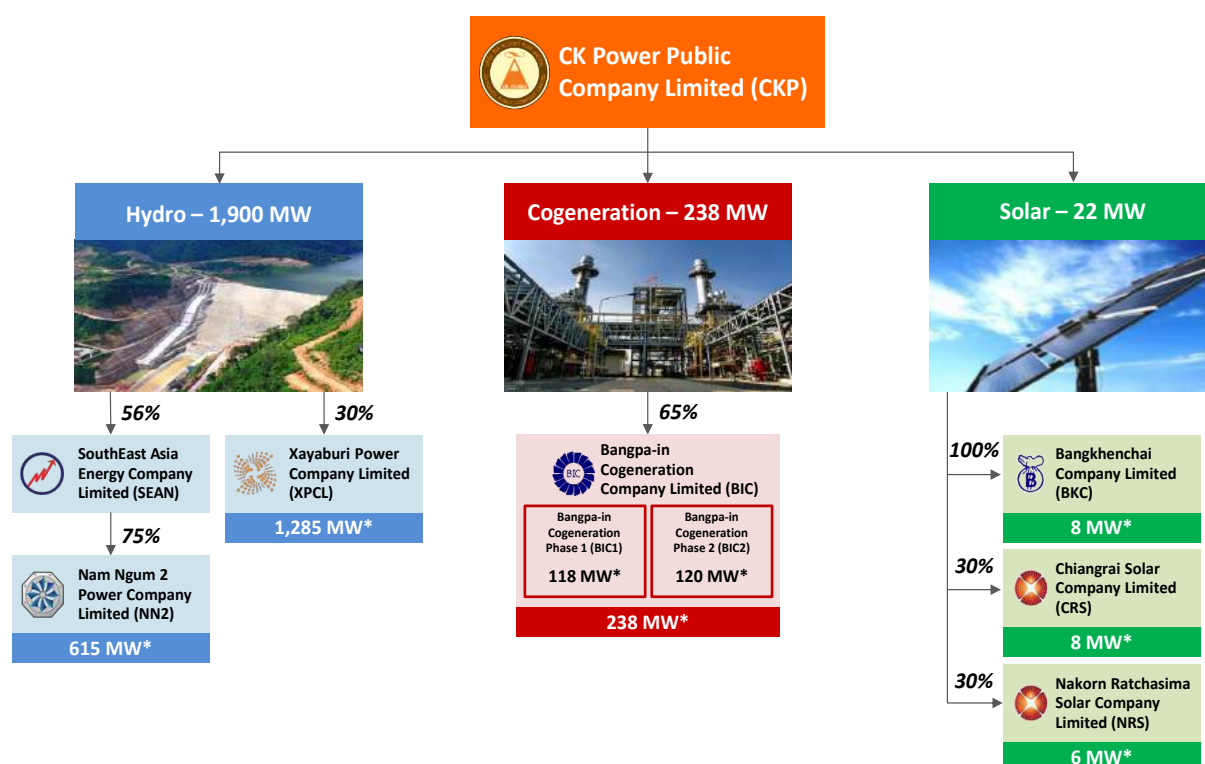 CK Power Public
Company Limited (CKP)
Hydro – 1,900 MW
Cogeneration – 238 MW
Solar – 22 MW
56%
30%
65%
SouthEast Asia
Energy Company
Limited (SEAN)
Xayaburi Power
Company Limited
(XPCL)
1,285 MW*
75%
Nam Ngum 2
Power Company
Limited (NN2)
615 MW*
BIC
Bangpa-in
Cogeneration
Company Limited (BIC)
Bangpa-in
Cogeneration
Phase 1 (BIC1)
118 MW*
Bangpa-in
Cogeneration
Phase 2 (BIC2)
120 MW*
238 MW*
100%
Bangkhenchai
Company Limited
(BKC)
8 MW*
30%
Chiangrai Solar
Company Limited
(CRS)
8 MW*
30%
Nakorn Ratchasima
Solar Company
Limited (NRS)
6 MW*